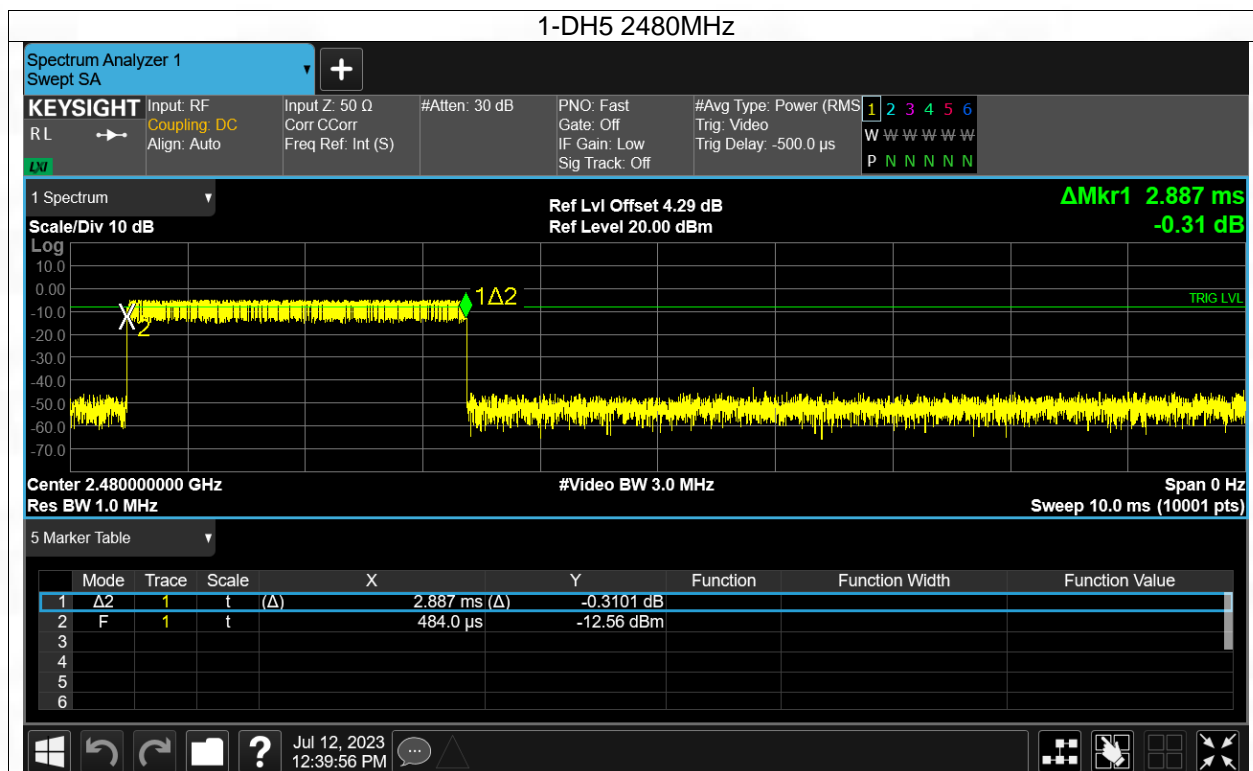 1-DH5 2480MHz
Spectrum Analyzer 1
Swept SA
KEYSIGHT
R L
LXI
Input: RF
Coupling: DC
Align: Auto
Input Z: 50 Ω
Corr CCorr
Freq Ref: Int (S)
#Atten: 30 dB
PNO: Fast
Gate: Off
IF Gain: Low
Sig Track: Off
#Avg Type: Power (RMS
Trig: Video
Trig Delay: -500.0 µs
1 2 3 4 5 6
W W W W W W
P N N N N N
1 Spectrum
Scale/Div 10 dB
Ref Lvl Offset 4.29 dB
Ref Level 20.00 dBm
ΔMkr1 2.887 ms
-0.31 dB
Log
10.0
0.00
-10.0
-20.0
-30.0
-40.0
-50.0
-60.0
-70.0
1Δ2
2
TRIG LVL
Center 2.480000000 GHz
#Video BW 3.0 MHz
Span 0 Hz
Res BW 1.0 MHz
Sweep 10.0 ms (10001 pts)
5 Marker Table
Mode Trace Scale X Y Function Function Width Function Value
1 Δ2 1 t (Δ) 2.887 ms (Δ) -0.3101 dB
2 F 1 t 484.0 µs -12.56 dBm
3
4
5
6
?
Jul 12, 2023
12:39:56 PM